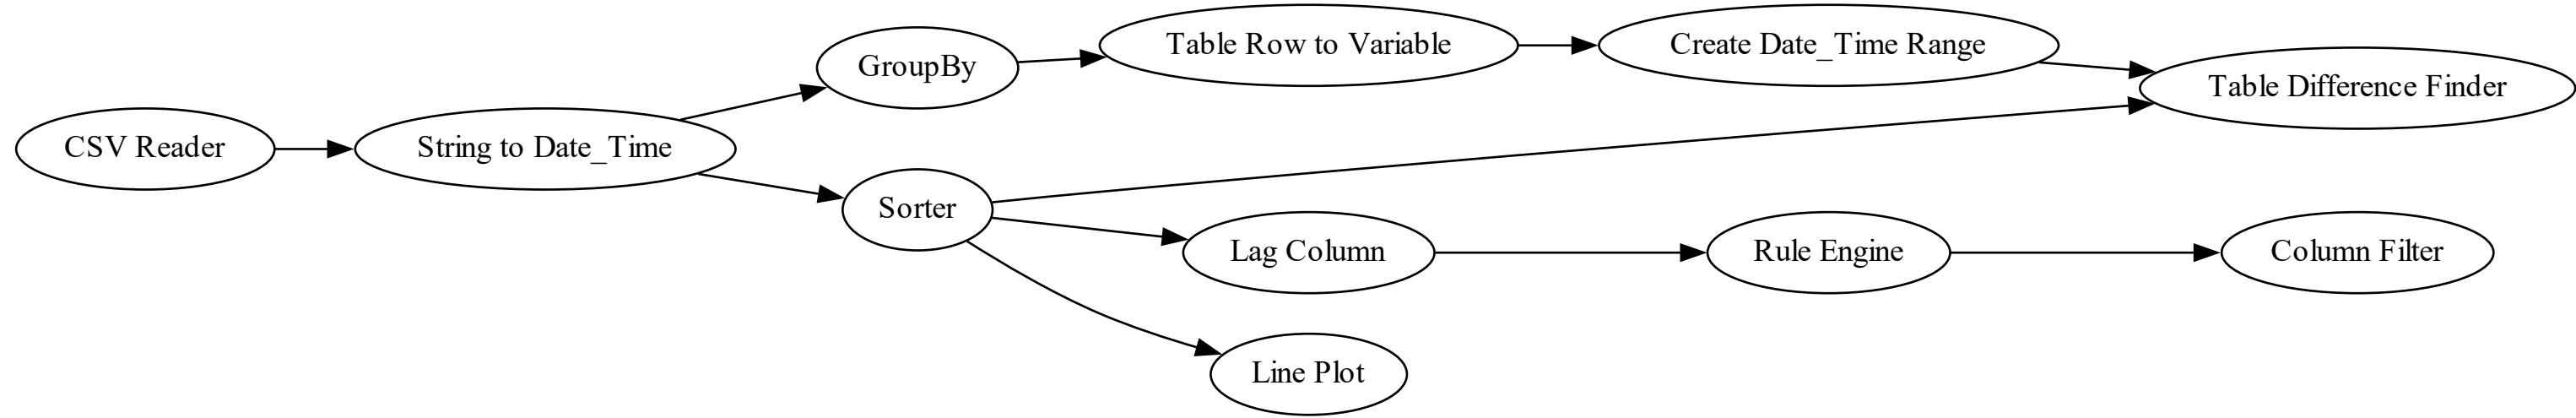 CSV Reader
String to Date_Time
GroupBy
Table Row to Variable
Create Date_Time Range
Table Difference Finder
Sorter
Lag Column
Rule Engine
Column Filter
Line Plot